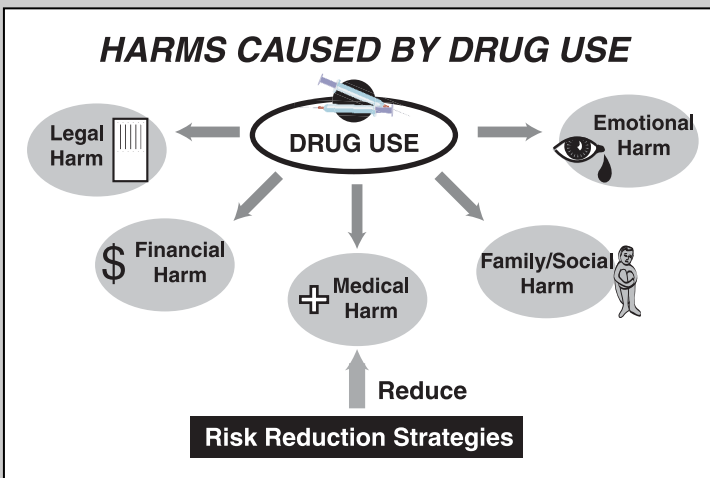 HARMS CAUSED BY DRUG USE
DRUG USE
Legal
Harm
Emotional
Harm
$ Financial
Harm
Medical
Harm
Family/Social
Harm
Reduce
Risk Reduction Strategies